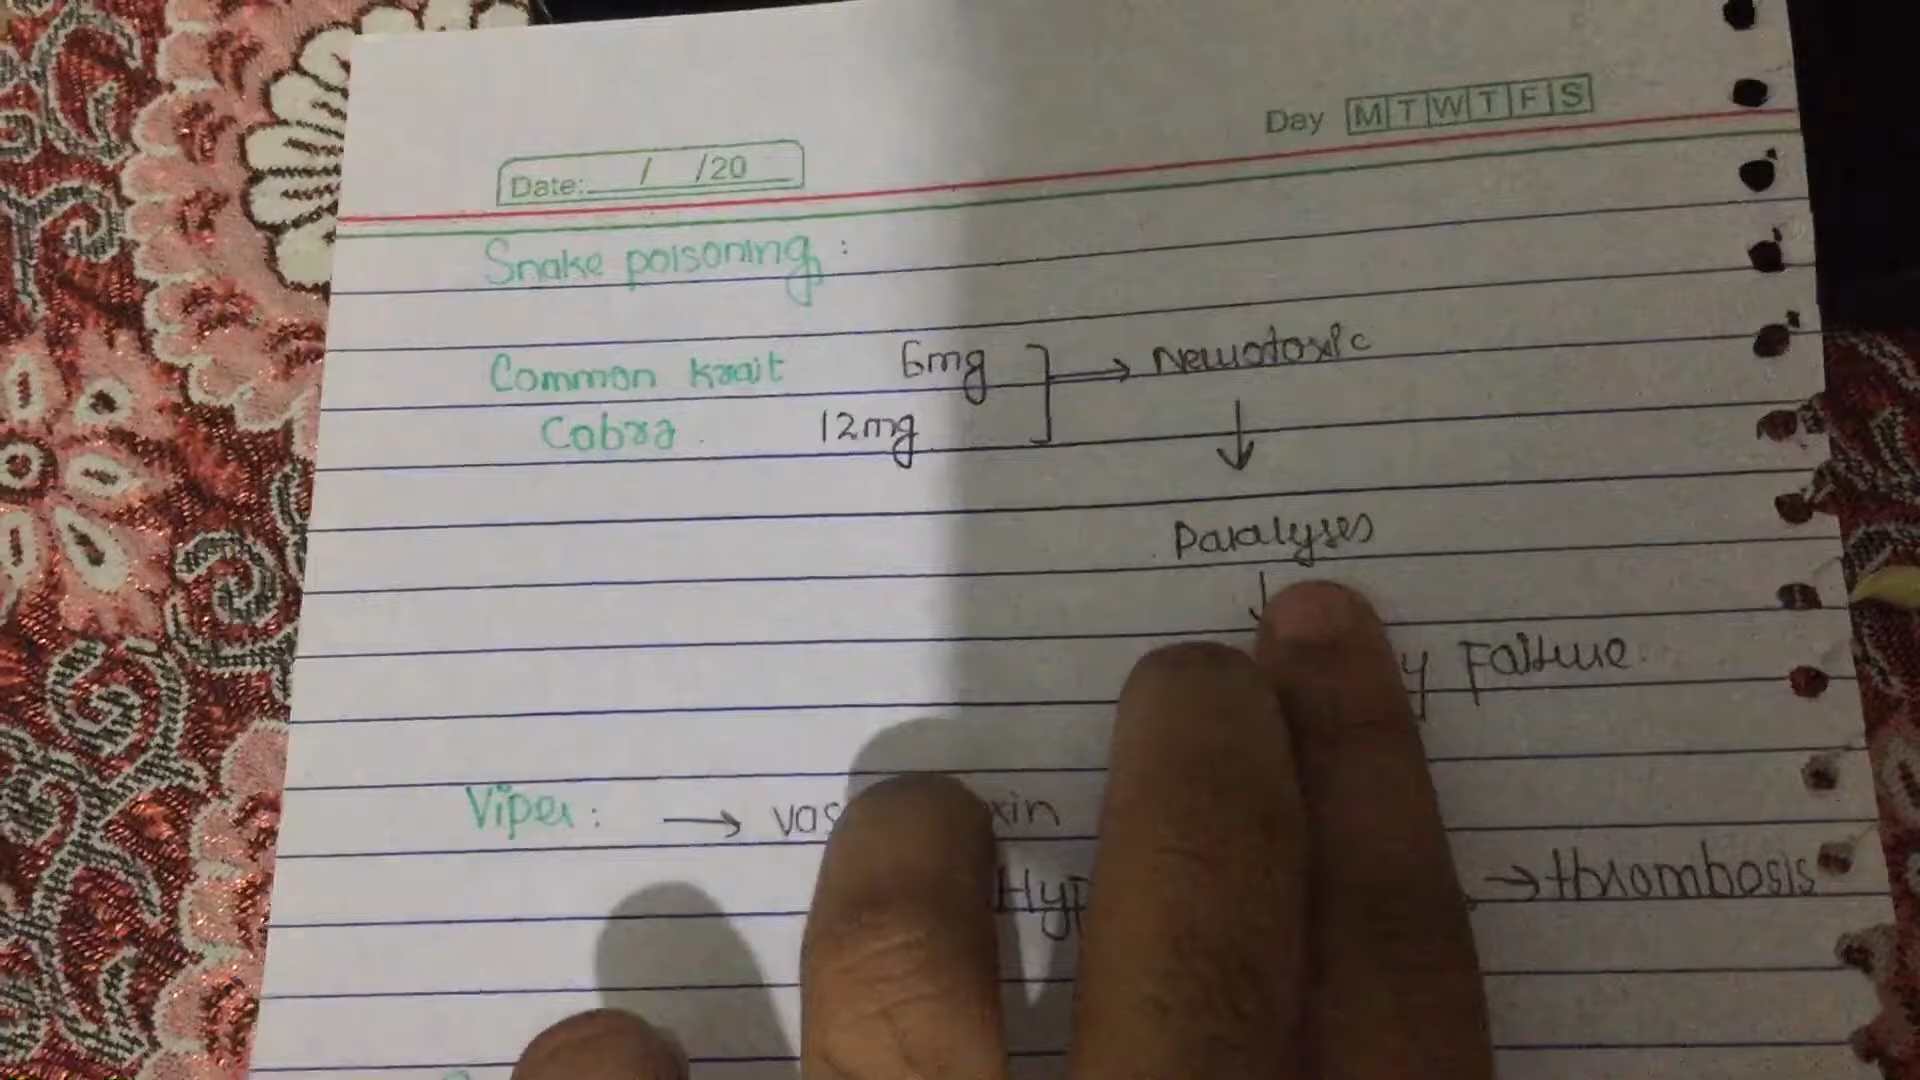 Day M T W T F S
Date: / /20
Snake poisoning:
Common krait 6mg → Neurotoxic
Cobra 12mg
↓
Paralyses
↓
Failure
Viper: →
→ thrombosis